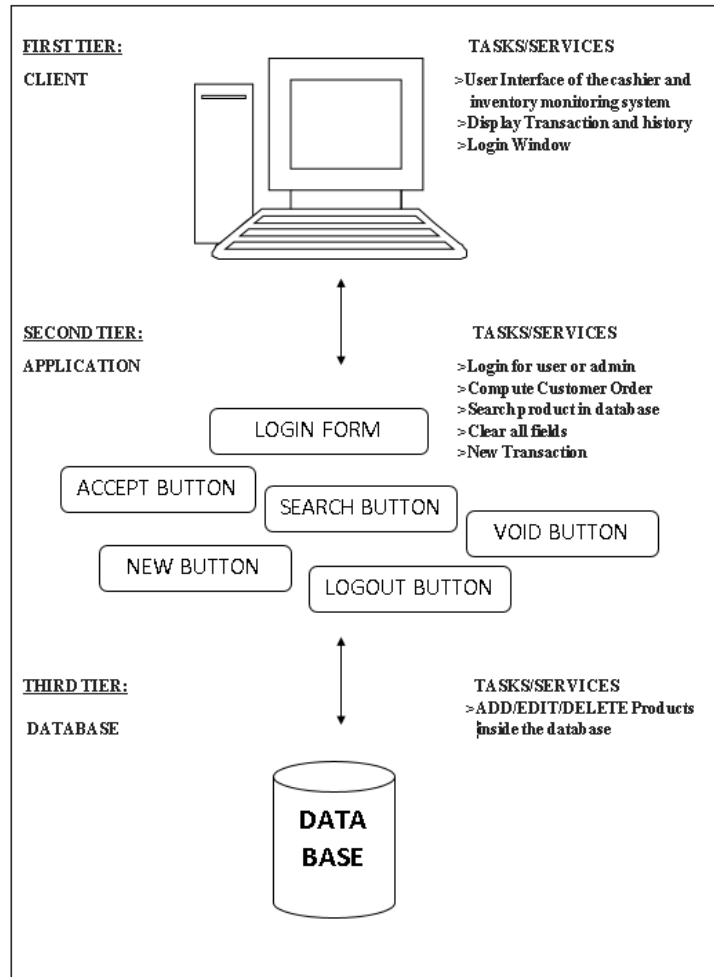 FIRST TIER:
CLIENT
TASKS/SERVICES
>User Interface of the cashier and
inventory monitoring system
>Display Transaction and history
>Login Window
SECOND TIER:
APPLICATION
TASKS/SERVICES
>Login for user or admin
>Compute Customer Order
>Search product in database
>Clear all fields
>New Transaction
LOGIN FORM
ACCEPT BUTTON
SEARCH BUTTON
VOID BUTTON
NEW BUTTON
LOGOUT BUTTON
THIRD TIER:
DATABASE
TASKS/SERVICES
>ADD/EDIT/DELETE Products
inside the database
DATA
BASE